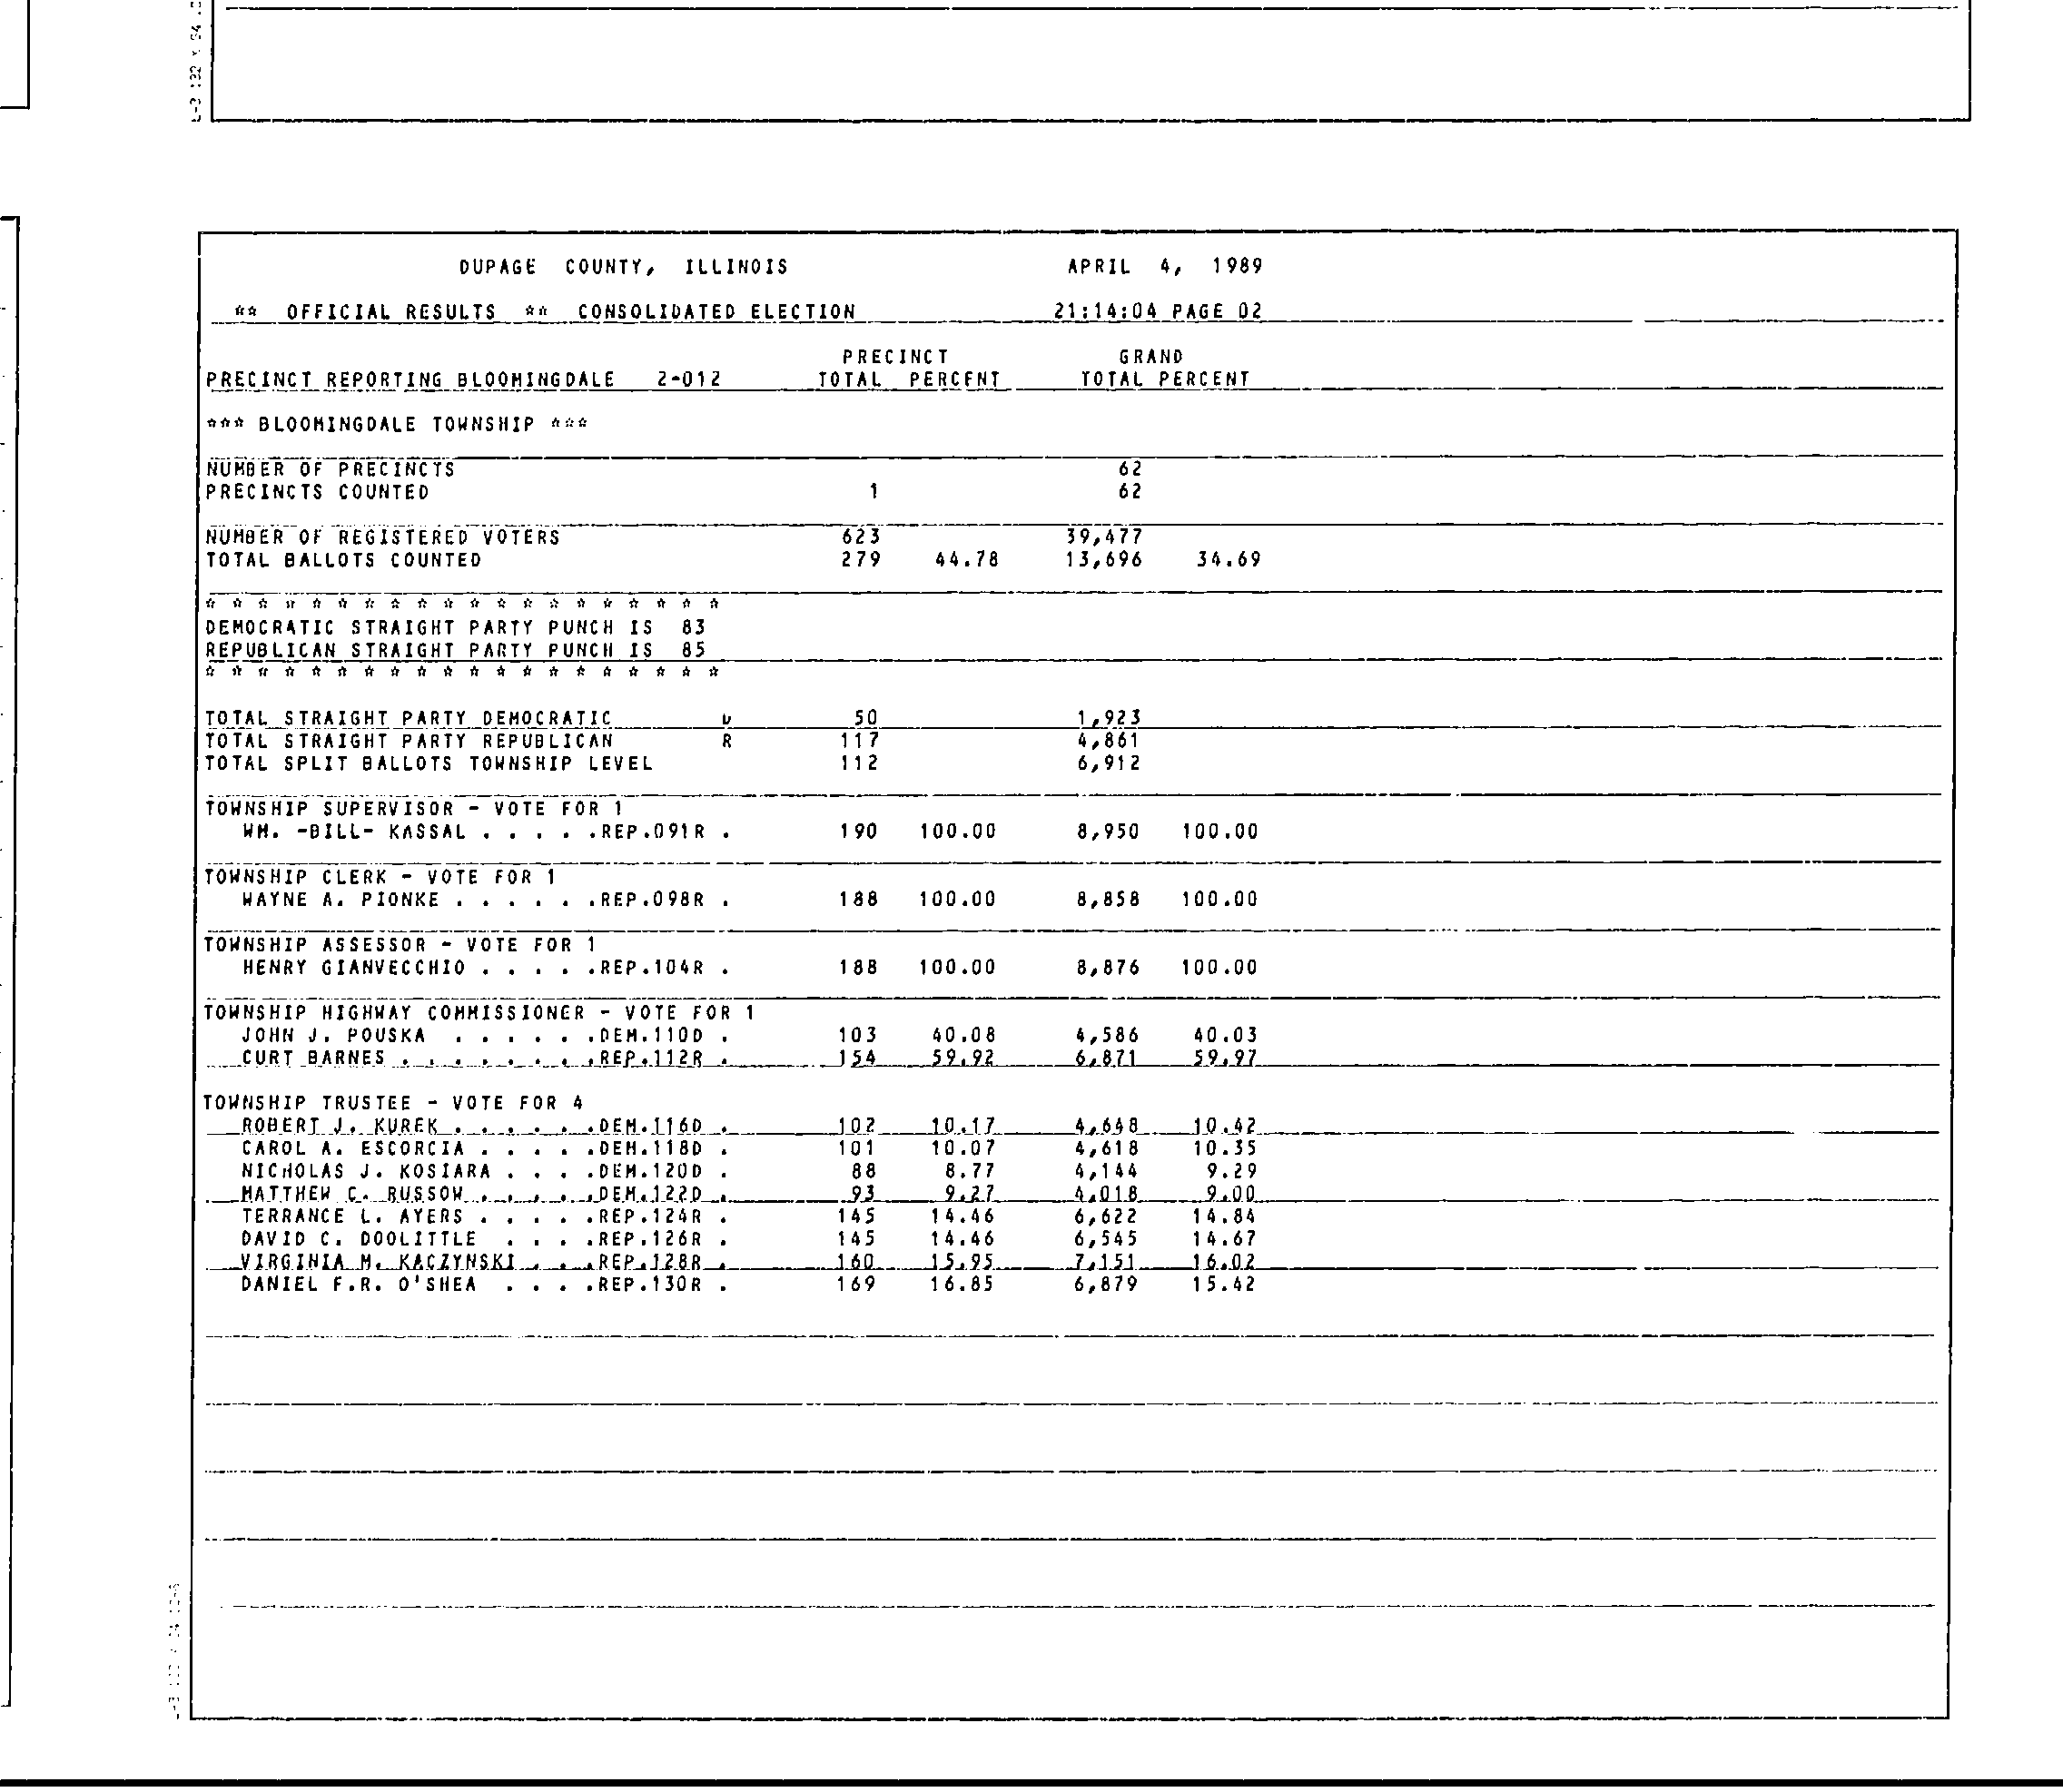 DUPAGE COUNTY, ILLINOIS APRIL 4, 1989
** OFFICIAL RESULTS ** CONSOLIDATED ELECTION 21:14:04 PAGE 02
PRECINCT GRAND
PRECINCT REPORTING BLOOMINGDALE 2-012 TOTAL PERCENT TOTAL PERCENT
*** BLOOMINGDALE TOWNSHIP ***
NUMBER OF PRECINCTS 62
PRECINCTS COUNTED 1 62
NUMBER OF REGISTERED VOTERS 623 39,477
TOTAL BALLOTS COUNTED 279 44.78 13,696 34.69
* * * * * * * * * * * * * * * * * * * *
DEMOCRATIC STRAIGHT PARTY PUNCH IS 83
REPUBLICAN STRAIGHT PARTY PUNCH IS 85
* * * * * * * * * * * * * * * * * * * *
TOTAL STRAIGHT PARTY DEMOCRATIC D 50 1,923
TOTAL STRAIGHT PARTY REPUBLICAN R 117 4,861
TOTAL SPLIT BALLOTS TOWNSHIP LEVEL 112 6,912
TOWNSHIP SUPERVISOR - VOTE FOR 1
WM. -BILL- KASSAL . . . . .REP.091R . 190 100.00 8,950 100.00
TOWNSHIP CLERK - VOTE FOR 1
WAYNE A. PIONKE . . . . . .REP.098R . 188 100.00 8,858 100.00
TOWNSHIP ASSESSOR - VOTE FOR 1
HENRY GIANVECCHIO . . . . .REP.104R . 188 100.00 8,876 100.00
TOWNSHIP HIGHWAY COMMISSIONER - VOTE FOR 1
JOHN J. POUSKA . . . . . .DEM.110D . 103 40.08 4,586 40.03
CURT BARNES . . . . . . . .REP.112R . 154 59.92 6,871 59.97
TOWNSHIP TRUSTEE - VOTE FOR 4
ROBERT J. KUREK . . . . . .DEM.116D . 102 10.17 4,648 10.42
CAROL A. ESCORCIA . . . . .DEM.118D . 101 10.07 4,618 10.35
NICHOLAS J. KOSIARA . . . .DEM.120D . 88 8.77 4,144 9.29
MATTHEW C. RUSSOW . . . . .DEM.122D . 93 9.27 4,018 9.00
TERRANCE L. AYERS . . . . .REP.124R . 145 14.46 6,622 14.84
DAVID C. DOOLITTLE . . . .REP.126R . 145 14.46 6,545 14.67
VIRGINIA M. KACZYNSKI . . .REP.128R . 160 15.95 7,151 16.02
DANIEL F.R. O'SHEA . . . .REP.130R . 169 16.85 6,879 15.42